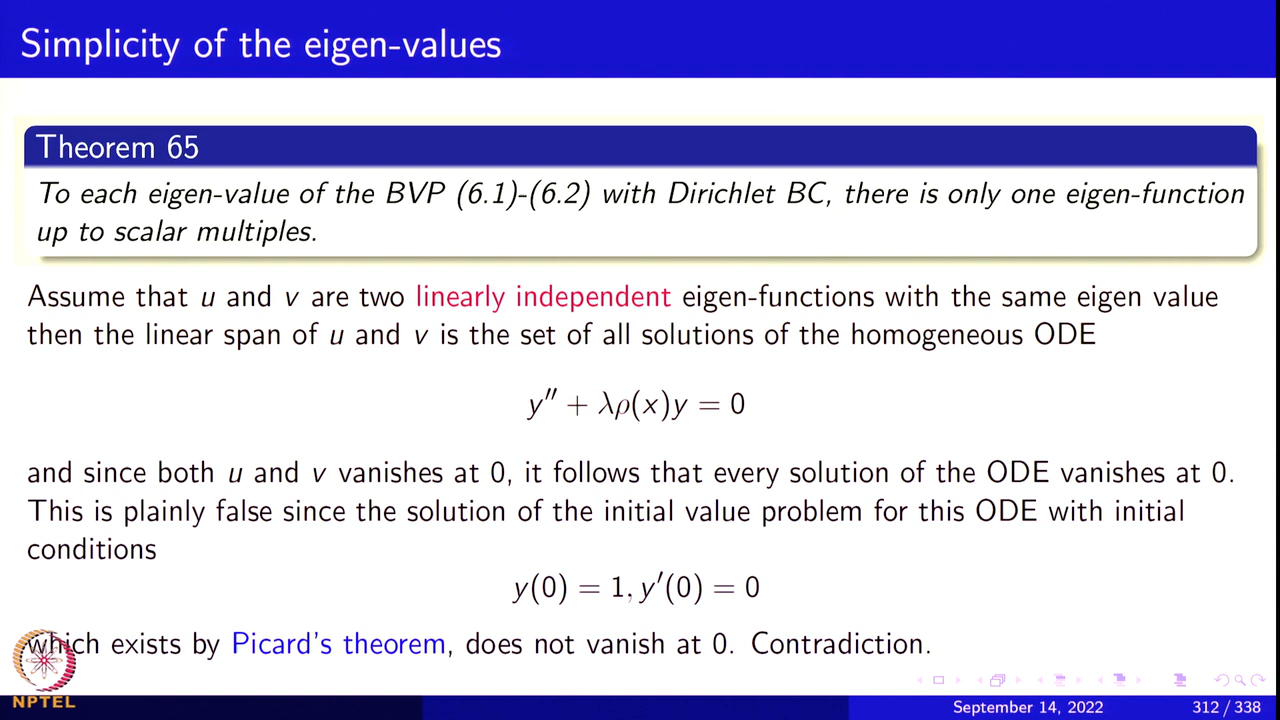 Simplicity of the eigen-values
Theorem 65
To each eigen-value of the BVP (6.1)-(6.2) with Dirichlet BC, there is only one eigen-function
up to scalar multiples.
Assume that u and v are two linearly independent eigen-functions with the same eigen value
then the linear span of u and v is the set of all solutions of the homogeneous ODE
y″ + λρ(x)y = 0
and since both u and v vanishes at 0, it follows that every solution of the ODE vanishes at 0.
This is plainly false since the solution of the initial value problem for this ODE with initial
conditions
y(0) = 1, y′(0) = 0
which exists by Picard's theorem, does not vanish at 0. Contradiction.
NPTEL
September 14, 2022 312 / 338